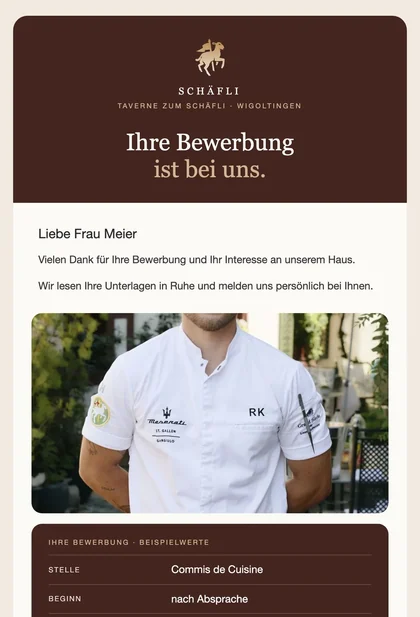 SCHÄFLI
TAVERNE ZUM SCHÄFLI · WIGOLTINGEN
Ihre Bewerbung
ist bei uns.
Liebe Frau Meier
Vielen Dank für Ihre Bewerbung und Ihr Interesse an unserem Haus.
Wir lesen Ihre Unterlagen in Ruhe und melden uns persönlich bei Ihnen.
Maserati
ST. GALLEN
RK
IHRE BEWERBUNG · BEISPIELWERTE
STELLE Commis de Cuisine
BEGINN nach Absprache